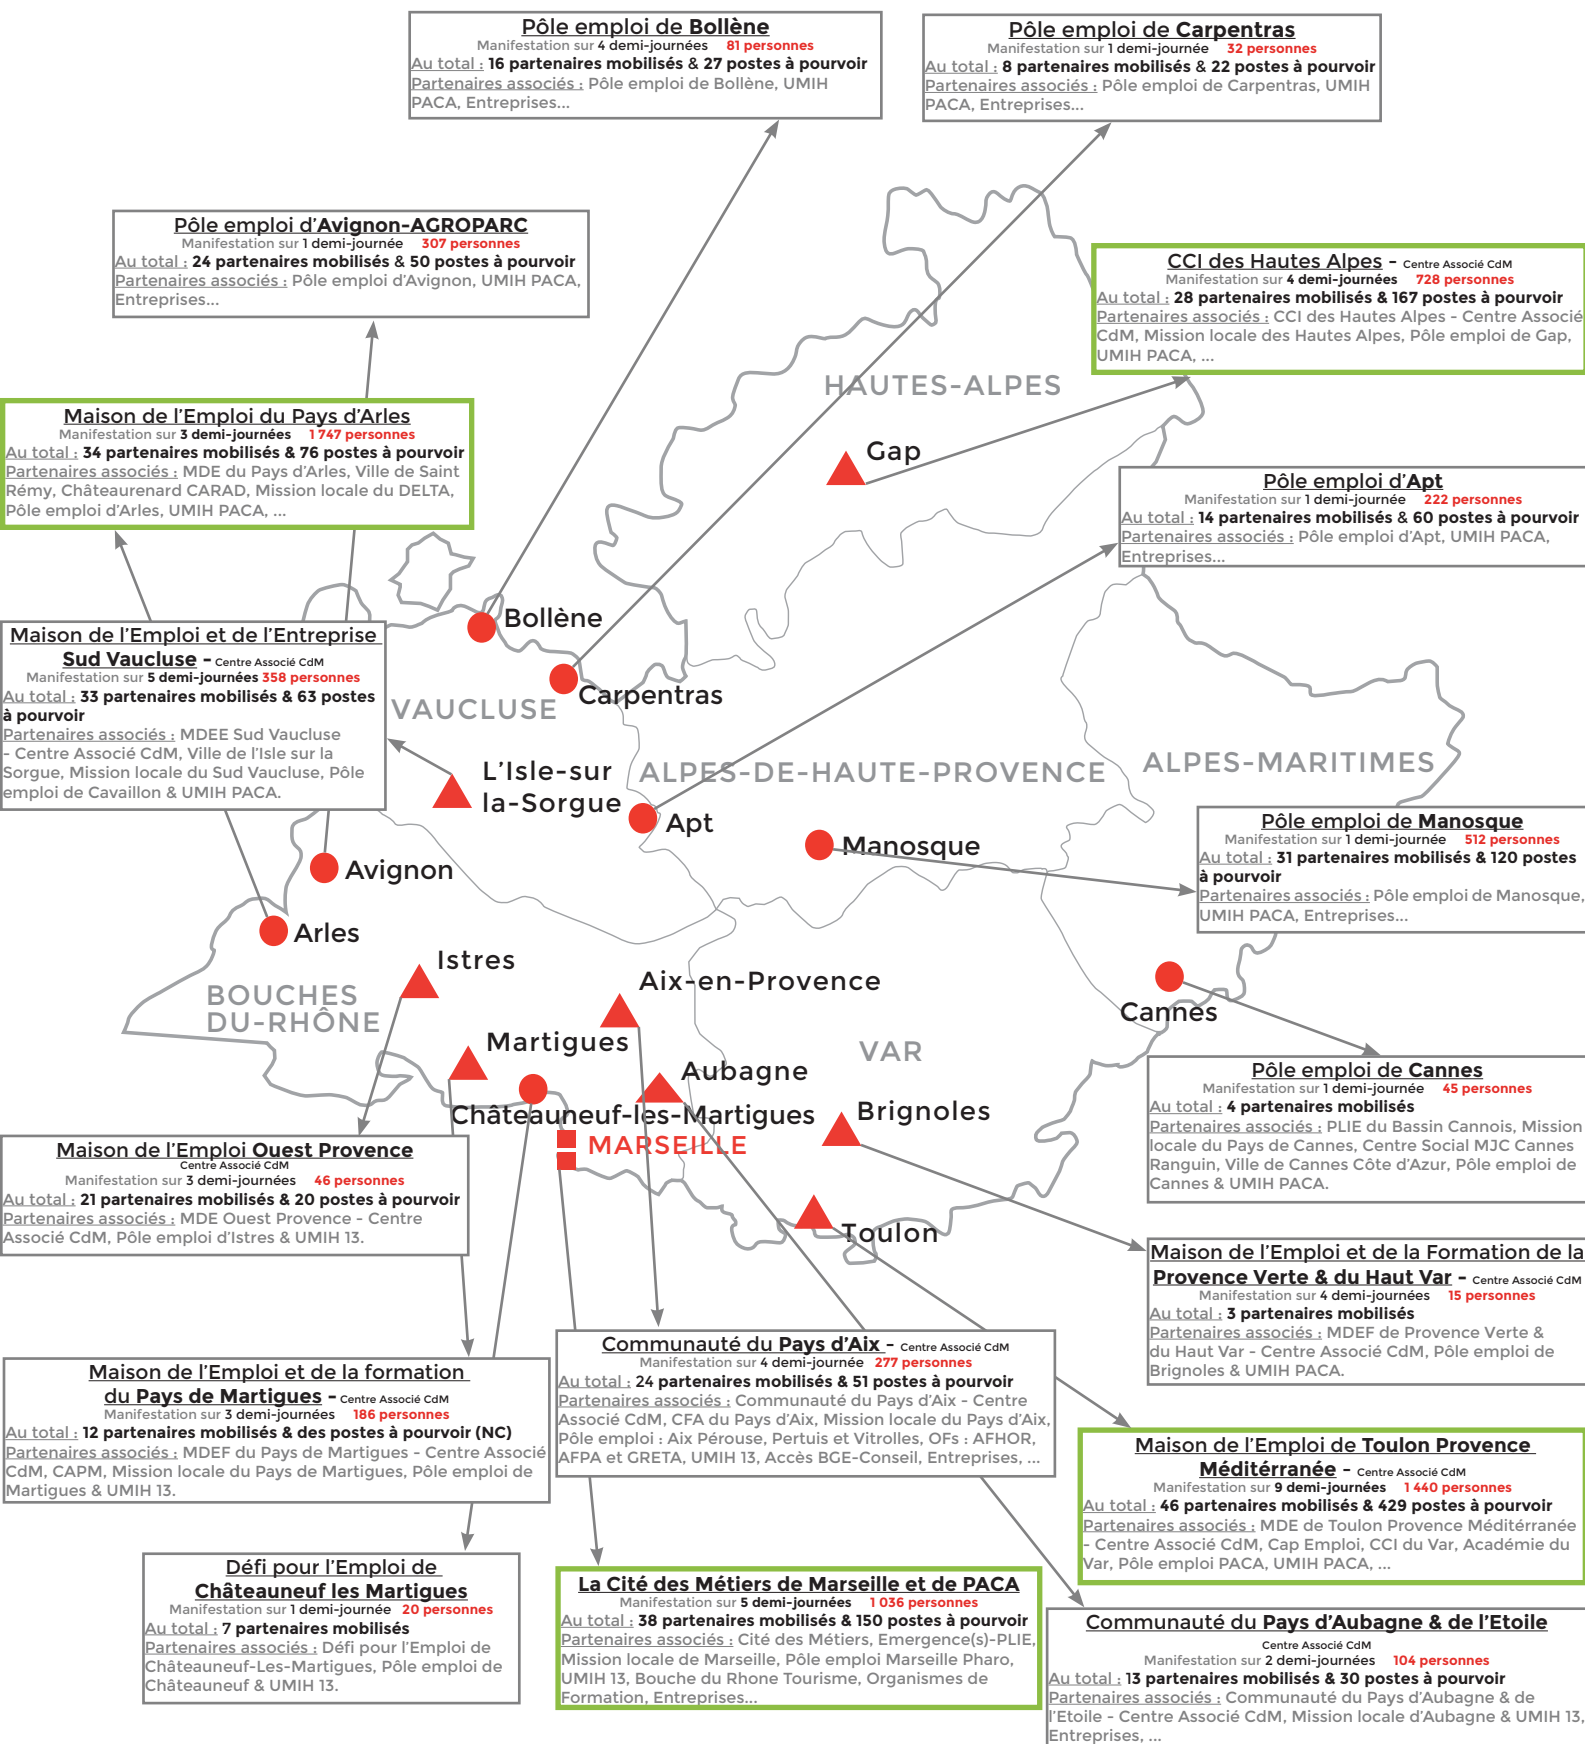 Pôle emploi de Bollène
Manifestation sur 4 demi-journées 81 personnes
Au total : 16 partenaires mobilisés & 27 postes à pourvoir
Partenaires associés : Pôle emploi de Bollène, UMIH
PACA, Entreprises...
Pôle emploi de Carpentras
Manifestation sur 1 demi-journée 32 personnes
Au total : 8 partenaires mobilisés & 22 postes à pourvoir
Partenaires associés : Pôle emploi de Carpentras, UMIH
PACA, Entreprises...
Pôle emploi d'Avignon-AGROPARC
Manifestation sur 1 demi-journée 307 personnes
Au total : 24 partenaires mobilisés & 50 postes à pourvoir
Partenaires associés : Pôle emploi d'Avignon, UMIH PACA,
Entreprises...
CCI des Hautes Alpes - Centre Associé CdM
Manifestation sur 4 demi-journées 728 personnes
Au total : 28 partenaires mobilisés & 167 postes à pourvoir
Partenaires associés : CCI des Hautes Alpes - Centre Associé
CdM, Mission locale des Hautes Alpes, Pôle emploi de Gap,
UMIH PACA, ...
Maison de l'Emploi du Pays d'Arles
Manifestation sur 3 demi-journées 1 747 personnes
Au total : 34 partenaires mobilisés & 76 postes à pourvoir
Partenaires associés : MDE du Pays d'Arles, Ville de Saint
Rémy, Châteaurenard CARAD, Mission locale du DELTA,
Pôle emploi d'Arles, UMIH PACA, ...
HAUTES-ALPES
Gap
Pôle emploi d'Apt
Manifestation sur 1 demi-journée 222 personnes
Au total : 14 partenaires mobilisés & 60 postes à pourvoir
Partenaires associés : Pôle emploi d'Apt, UMIH PACA,
Entreprises...
Bollène
Maison de l'Emploi et de l'Entreprise
Sud Vaucluse - Centre Associé CdM
Manifestation sur 5 demi-journées 358 personnes
Au total : 33 partenaires mobilisés & 63 postes
à pourvoir
Partenaires associés : MDEE Sud Vaucluse
- Centre Associé CdM, Ville de l'Isle sur la
Sorgue, Mission locale du Sud Vaucluse, Pôle
emploi de Cavaillon & UMIH PACA.
Carpentras
VAUCLUSE
L'Isle-sur
la-Sorgue
ALPES-DE-HAUTE-PROVENCE
ALPES-MARITIMES
Apt
Manosque
Pôle emploi de Manosque
Manifestation sur 1 demi-journée 512 personnes
Au total : 31 partenaires mobilisés & 120 postes
à pourvoir
Partenaires associés : Pôle emploi de Manosque,
UMIH PACA, Entreprises...
Avignon
Arles
Istres
Aix-en-Provence
BOUCHES
DU-RHÔNE
Cannes
Martigues
VAR
Aubagne
Châteauneuf-les-Martigues
Brignoles
MARSEILLE
Toulon
Pôle emploi de Cannes
Manifestation sur 1 demi-journée 45 personnes
Au total : 4 partenaires mobilisés
Partenaires associés : PLIE du Bassin Cannois, Mission
locale du Pays de Cannes, Centre Social MJC Cannes
Ranguin, Ville de Cannes Côte d'Azur, Pôle emploi de
Cannes & UMIH PACA.
Maison de l'Emploi Ouest Provence
Centre Associé CdM
Manifestation sur 3 demi-journées 46 personnes
Au total : 21 partenaires mobilisés & 20 postes à pourvoir
Partenaires associés : MDE Ouest Provence - Centre
Associé CdM, Pôle emploi d'Istres & UMIH 13.
Maison de l'Emploi et de la Formation de la
Provence Verte & du Haut Var - Centre Associé CdM
Manifestation sur 4 demi-journées 15 personnes
Au total : 3 partenaires mobilisés
Partenaires associés : MDEF de Provence Verte &
du Haut Var - Centre Associé CdM, Pôle emploi de
Brignoles & UMIH PACA.
Communauté du Pays d'Aix - Centre Associé CdM
Manifestation sur 4 demi-journée 277 personnes
Au total : 24 partenaires mobilisés & 51 postes à pourvoir
Partenaires associés : Communauté du Pays d'Aix - Centre
Associé CdM, CFA du Pays d'Aix, Mission locale du Pays d'Aix,
Pôle emploi : Aix Pérouse, Pertuis et Vitrolles, OFs : AFHOR,
AFPA et GRETA, UMIH 13, Accès BGE-Conseil, Entreprises, ...
Maison de l'Emploi et de la formation
du Pays de Martigues - Centre Associé CdM
Manifestation sur 3 demi-journées 186 personnes
Au total : 12 partenaires mobilisés & des postes à pourvoir (NC)
Partenaires associés : MDEF du Pays de Martigues - Centre Associé
CdM, CAPM, Mission locale du Pays de Martigues, Pôle emploi de
Martigues & UMIH 13.
Maison de l'Emploi de Toulon Provence
Méditérranée - Centre Associé CdM
Manifestation sur 9 demi-journées 1 440 personnes
Au total : 46 partenaires mobilisés & 429 postes à pourvoir
Partenaires associés : MDE de Toulon Provence Méditérranée
- Centre Associé CdM, Cap Emploi, CCI du Var, Académie du
Var, Pôle emploi PACA, UMIH PACA, ...
Défi pour l'Emploi de
Châteauneuf les Martigues
Manifestation sur 1 demi-journée 20 personnes
Au total : 7 partenaires mobilisés
Partenaires associés : Défi pour l'Emploi de
Châteauneuf-Les-Martigues, Pôle emploi de
Châteauneuf & UMIH 13.
La Cité des Métiers de Marseille et de PACA
Manifestation sur 5 demi-journées 1 036 personnes
Au total : 38 partenaires mobilisés & 150 postes à pourvoir
Partenaires associés : Cité des Métiers, Emergence(s)-PLIE,
Mission locale de Marseille, Pôle emploi Marseille Pharo,
UMIH 13, Bouche du Rhone Tourisme, Organismes de
Formation, Entreprises...
Communauté du Pays d'Aubagne & de l'Etoile
Centre Associé CdM
Manifestation sur 2 demi-journées 104 personnes
Au total : 13 partenaires mobilisés & 30 postes à pourvoir
Partenaires associés : Communauté du Pays d'Aubagne & de
l'Etoile - Centre Associé CdM, Mission locale d'Aubagne & UMIH 13,
Entreprises, ...